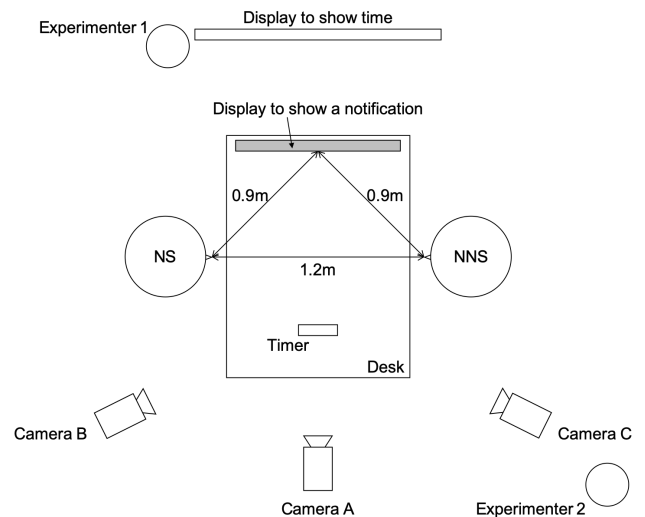 Display to show time
Experimenter 1
Display to show a notification
0.9m
0.9m
NS
NNS
1.2m
Timer
Desk
Camera B
Camera C
Camera A
Experimenter 2